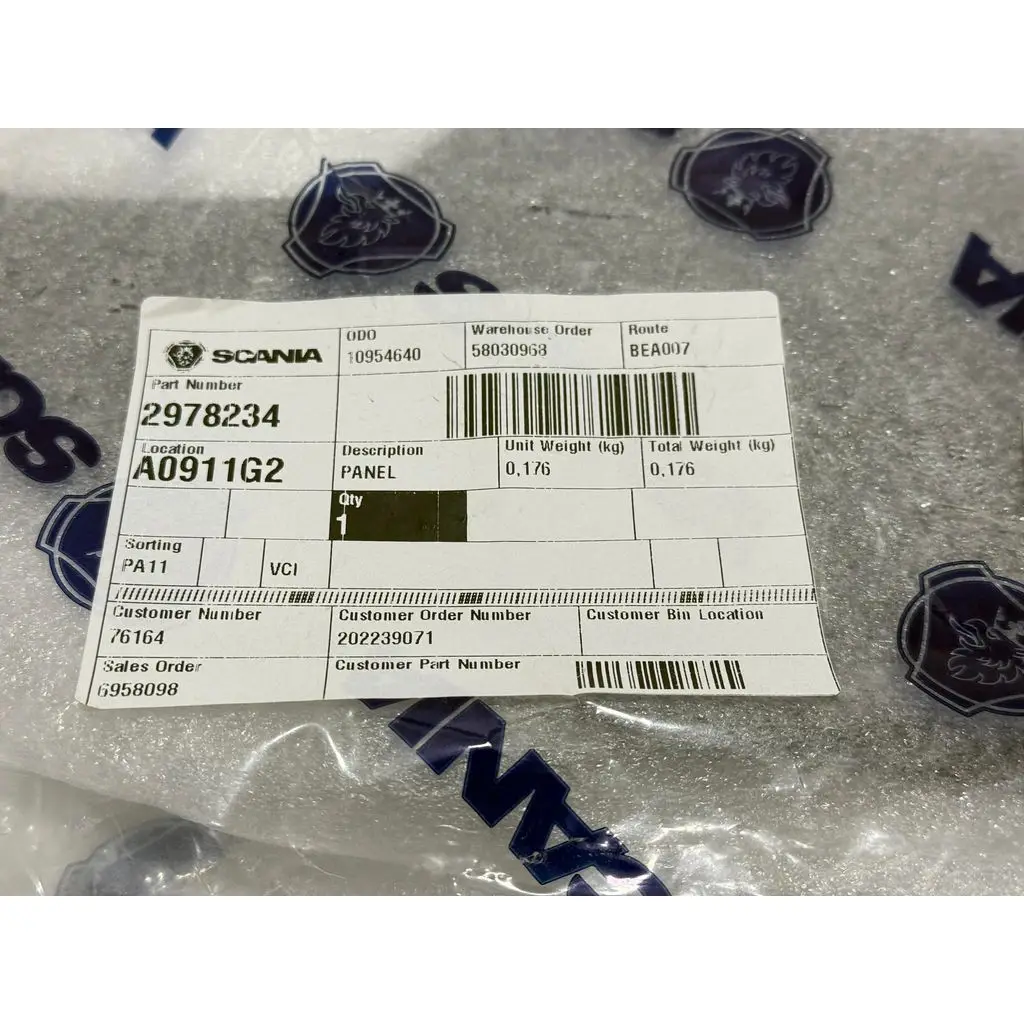 SCANIA
ODO
10954640
Warehouse Order
58030968
Route
BEA007
Part Number
2978234
Location
A0911G2
Description
PANEL
Unit Weight (kg)
0,176
Total Weight (kg)
0,176
Qty
1
Sorting
PA11
VCI
Customer Number
76164
Customer Order Number
202239071
Customer Bin Location
Sales Order
6958098
Customer Part Number